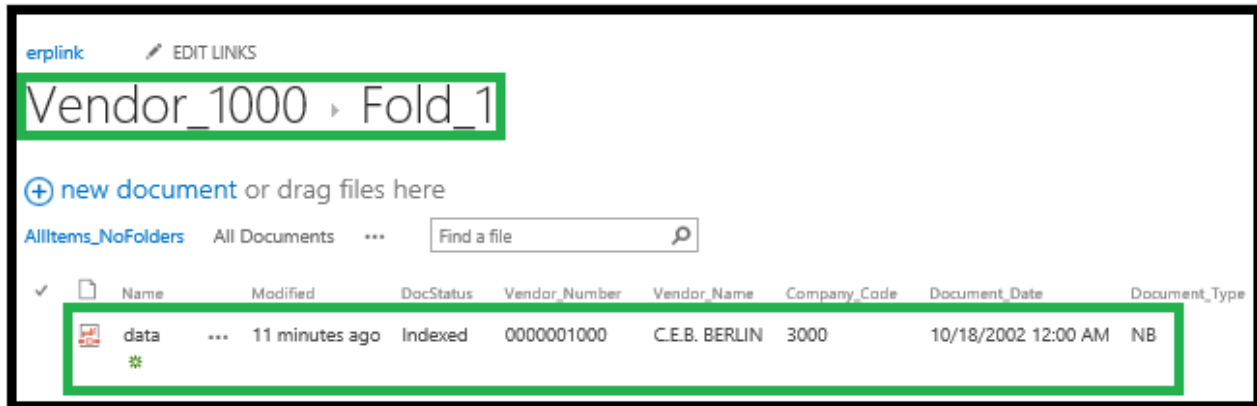 erplink EDIT LINKS
Vendor_1000 ▸ Fold_1
new document or drag files here
AllItems_NoFolders All Documents ••• Find a file
Name Modified DocStatus Vendor_Number Vendor_Name Company_Code Document_Date Document_Type
data ••• 11 minutes ago Indexed 0000001000 C.E.B. BERLIN 3000 10/18/2002 12:00 AM NB